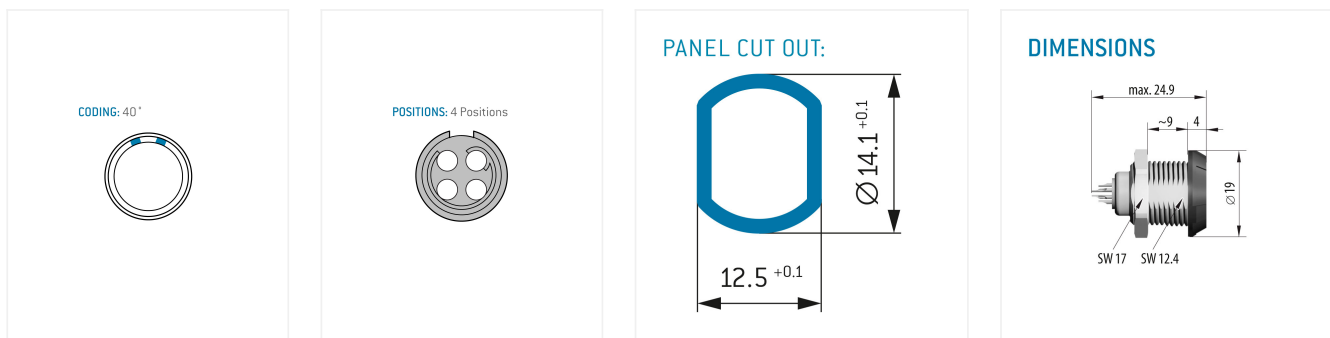 CODING: 40°
POSITIONS: 4 Positions
PANEL CUT OUT:
Ø 14.1 +0.1
12.5 +0.1
DIMENSIONS
max. 24.9
~9
4
Ø19
SW 17
SW 12.4